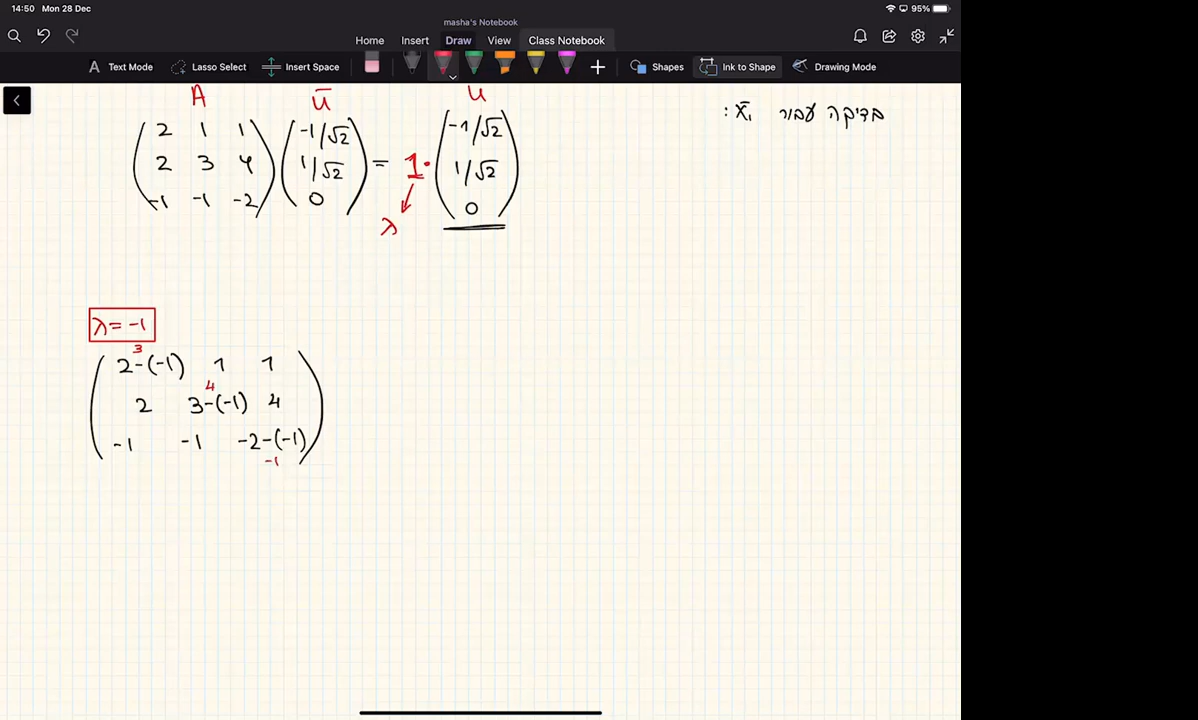 14:50 Mon 28 Dec
95%
masha's Notebook
Home Insert Draw View Class Notebook
Text Mode Lasso Select Insert Space Shapes Ink to Shape Drawing Mode
בדיקה עבור x̄₁ :
A ū u
( 2 1 1 ) ( -1/√2 ) = 1· ( -1/√2 )
( 2 3 4 ) ( 1/√2 ) ( 1/√2 )
( -1 -1 -2 ) ( 0 ) ( 0 )
λ
λ = -1
3
( 2-(-1) 1 1 )
4
( 2 3-(-1) 4 )
( -1 -1 -2-(-1) )
-1